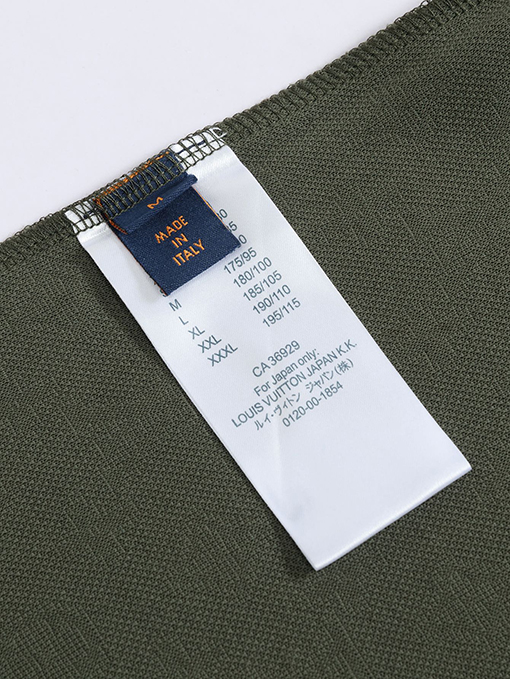 M
MADE
IN
ITALY
M 175/95
L 180/100
XL 185/105
XXL 190/110
XXXL 195/115
CA 36929
For Japan only:
LOUIS VUITTON JAPAN K.K.
ルイ・ヴィトン ジャパン(株)
0120-00-1854